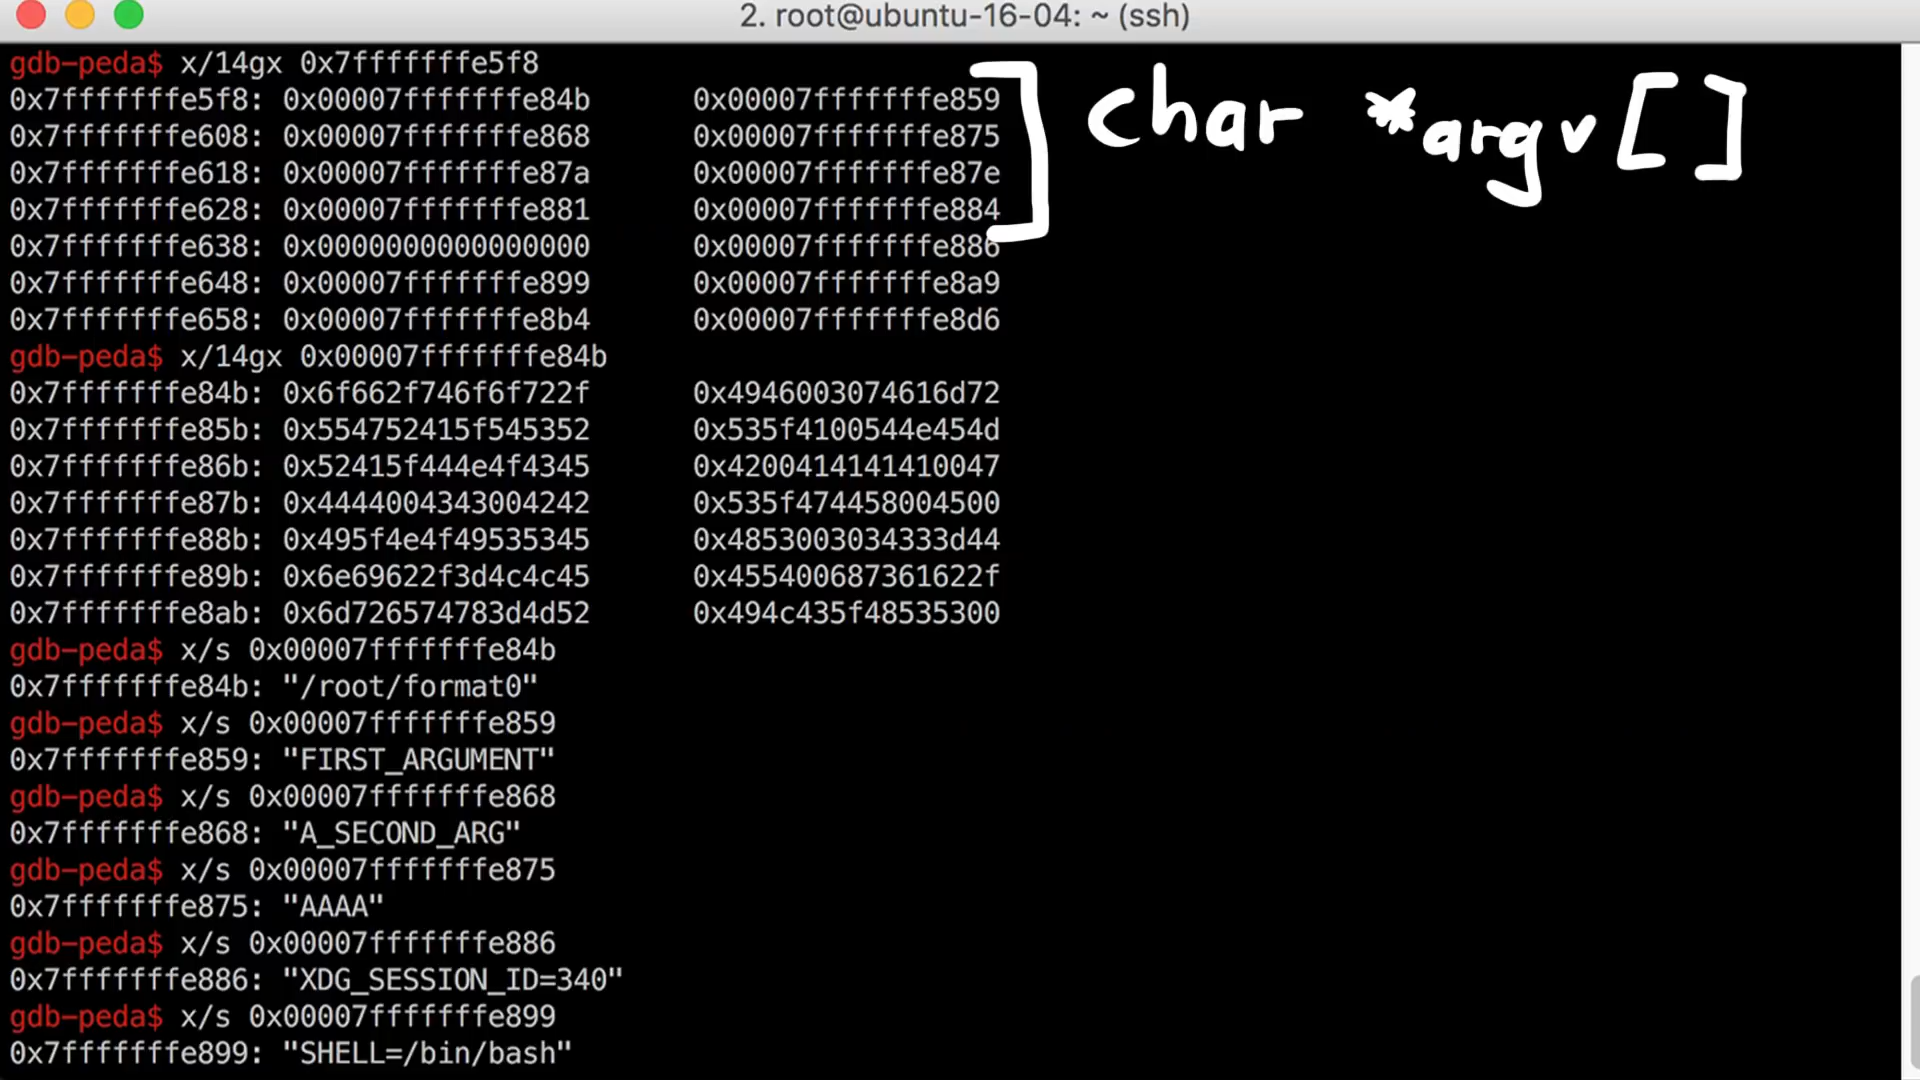 2. root@ubuntu-16-04: ~ (ssh)
gdb-peda$ x/14gx 0x7fffffffe5f8
0x7fffffffe5f8: 0x00007fffffffe84b 0x00007fffffffe859
0x7fffffffe608: 0x00007fffffffe868 0x00007fffffffe875
0x7fffffffe618: 0x00007fffffffe87a 0x00007fffffffe87e
0x7fffffffe628: 0x00007fffffffe881 0x00007fffffffe884
0x7fffffffe638: 0x0000000000000000 0x00007fffffffe886
0x7fffffffe648: 0x00007fffffffe899 0x00007fffffffe8a9
0x7fffffffe658: 0x00007fffffffe8b4 0x00007fffffffe8d6
char *argv[]
gdb-peda$ x/14gx 0x00007fffffffe84b
0x7fffffffe84b: 0x6f662f746f6f722f 0x4946003074616d72
0x7fffffffe85b: 0x554752415f545352 0x535f4100544e454d
0x7fffffffe86b: 0x52415f444e4f4345 0x4200414141410047
0x7fffffffe87b: 0x4444004343004242 0x535f474458004500
0x7fffffffe88b: 0x495f4e4f49535345 0x4853003034333d44
0x7fffffffe89b: 0x6e69622f3d4c4c45 0x455400687361622f
0x7fffffffe8ab: 0x6d726574783d4d52 0x494c435f48535300
gdb-peda$ x/s 0x00007fffffffe84b
0x7fffffffe84b: "/root/format0"
gdb-peda$ x/s 0x00007fffffffe859
0x7fffffffe859: "FIRST_ARGUMENT"
gdb-peda$ x/s 0x00007fffffffe868
0x7fffffffe868: "A_SECOND_ARG"
gdb-peda$ x/s 0x00007fffffffe875
0x7fffffffe875: "AAAA"
gdb-peda$ x/s 0x00007fffffffe886
0x7fffffffe886: "XDG_SESSION_ID=340"
gdb-peda$ x/s 0x00007fffffffe899
0x7fffffffe899: "SHELL=/bin/bash"